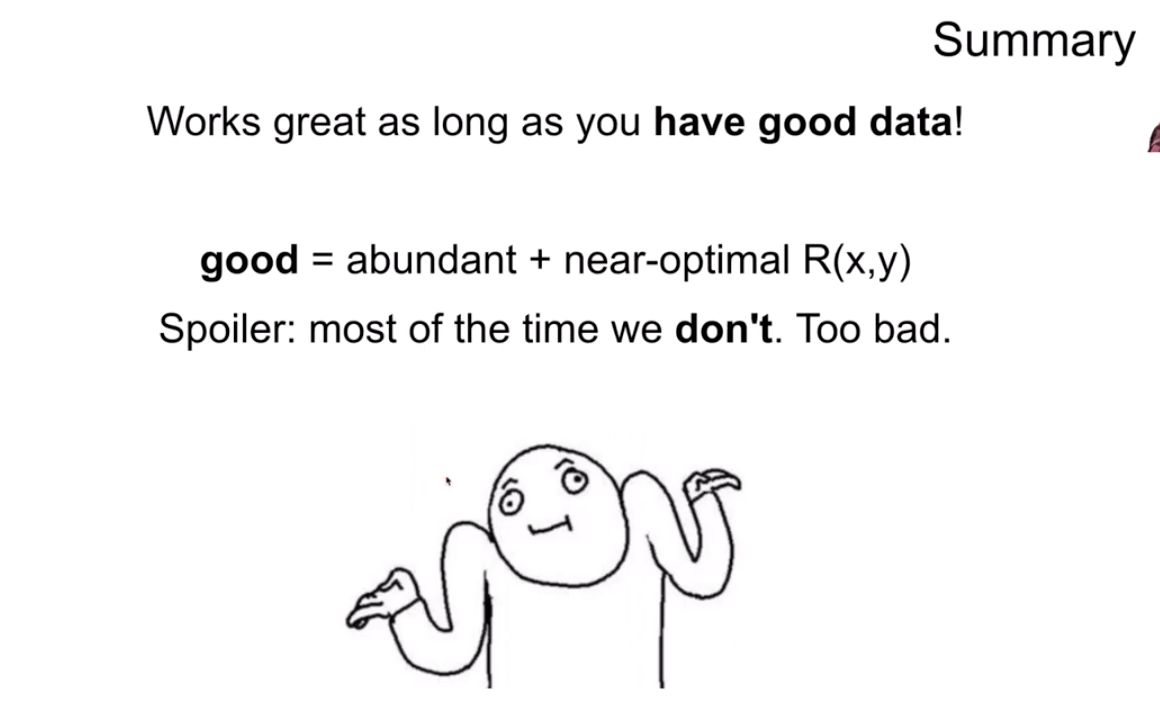 Summary
Works great as long as you have good data!
good = abundant + near-optimal R(x,y)
Spoiler: most of the time we don't. Too bad.